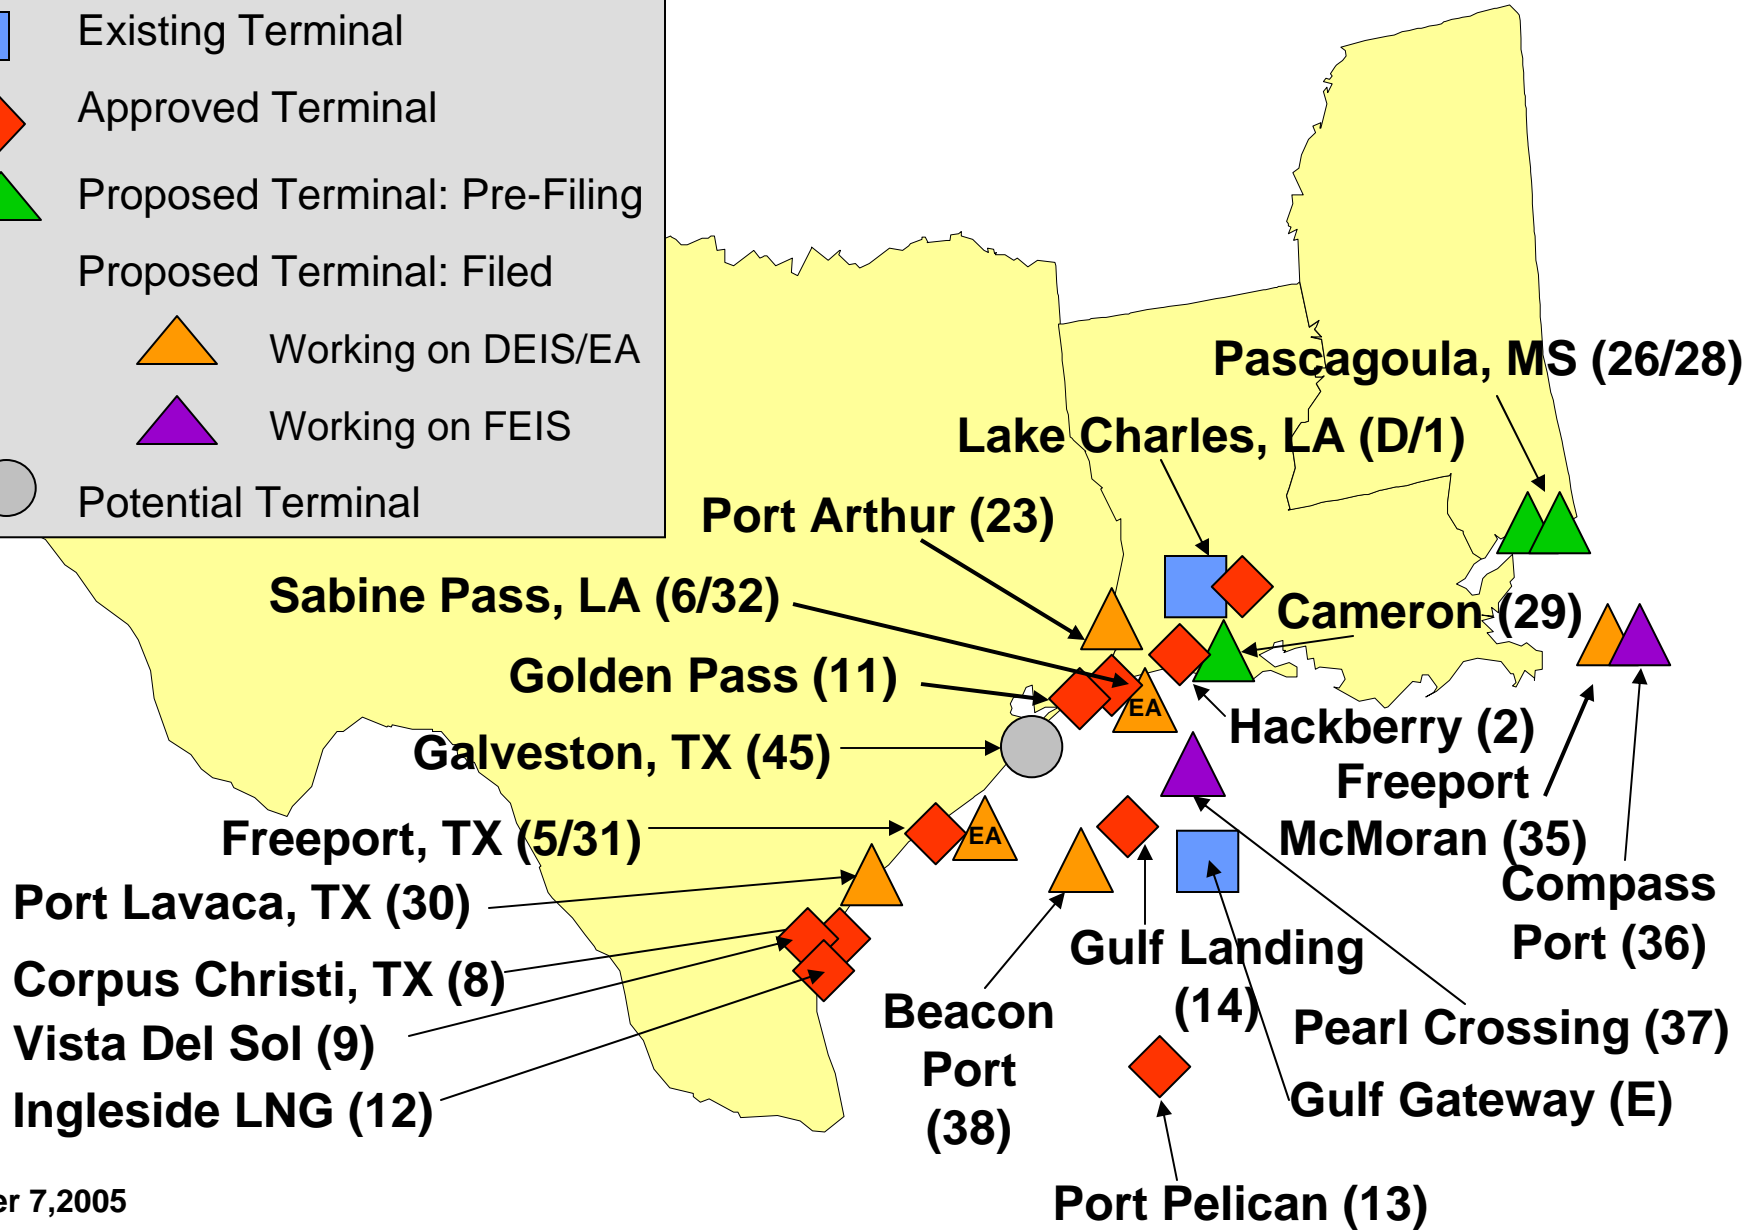 Existing Terminal
Approved Terminal
Proposed Terminal: Pre-Filing
Proposed Terminal: Filed
Working on DEIS/EA
Working on FEIS
Potential Terminal
Pascagoula, MS (26/28)
Lake Charles, LA (D/1)
Port Arthur (23)
Sabine Pass, LA (6/32)
Cameron (29)
Golden Pass (11)
EA
Hackberry (2)
Galveston, TX (45)
Freeport
McMoran (35)
Freeport, TX (5/31)
EA
Compass
Port (36)
Port Lavaca, TX (30)
Gulf Landing
(14)
Corpus Christi, TX (8)
Vista Del Sol (9)
Beacon
Port
(38)
Pearl Crossing (37)
Ingleside LNG (12)
Gulf Gateway (E)
Port Pelican (13)
er 7,2005